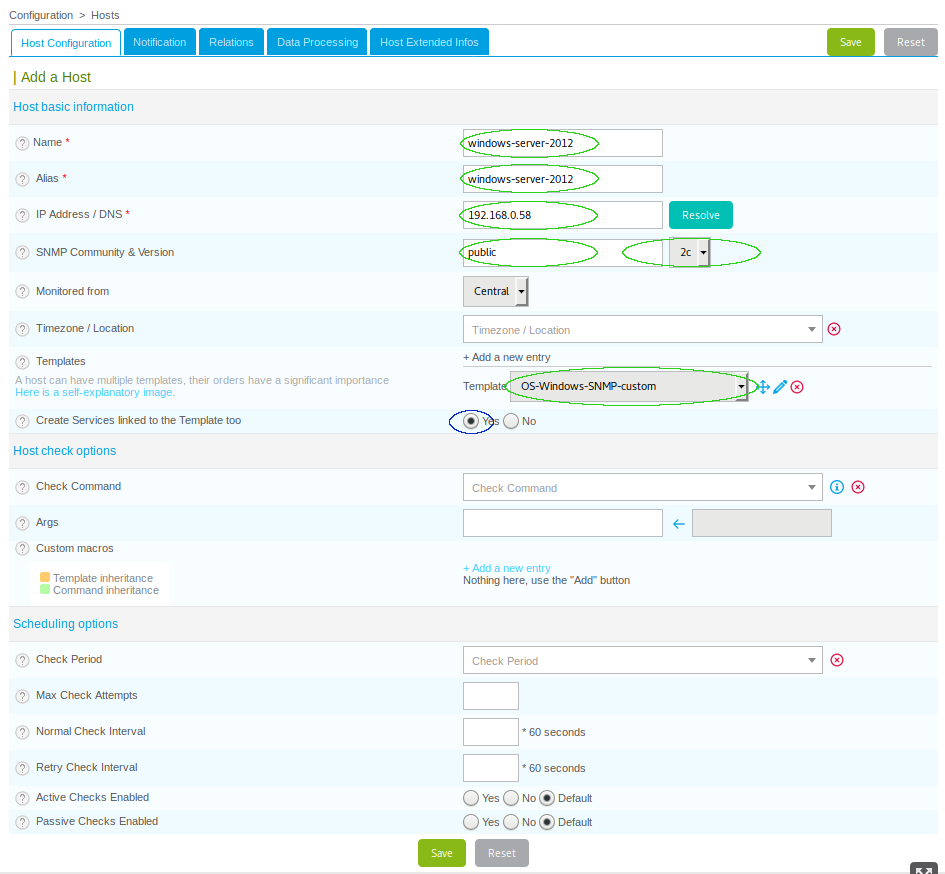 Configuration > Hosts
Host Configuration Notification Relations Data Processing Host Extended Infos Save Reset
| Add a Host
Host basic information
? Name * windows-server-2012
? Alias * windows-server-2012
? IP Address / DNS * 192.168.0.58 Resolve
? SNMP Community & Version public 2c
? Monitored from Central
? Timezone / Location Timezone / Location
? Templates + Add a new entry
A host can have multiple templates, their orders have a significant importance
Here is a self-explanatory image.
Template OS-Windows-SNMP-custom
? Create Services linked to the Template too Yes No
Host check options
? Check Command Check Command
? Args
? Custom macros
Template inheritance
Command inheritance
+ Add a new entry
Nothing here, use the "Add" button
Scheduling options
? Check Period Check Period
? Max Check Attempts
? Normal Check Interval * 60 seconds
? Retry Check Interval * 60 seconds
? Active Checks Enabled Yes No Default
? Passive Checks Enabled Yes No Default
Save Reset